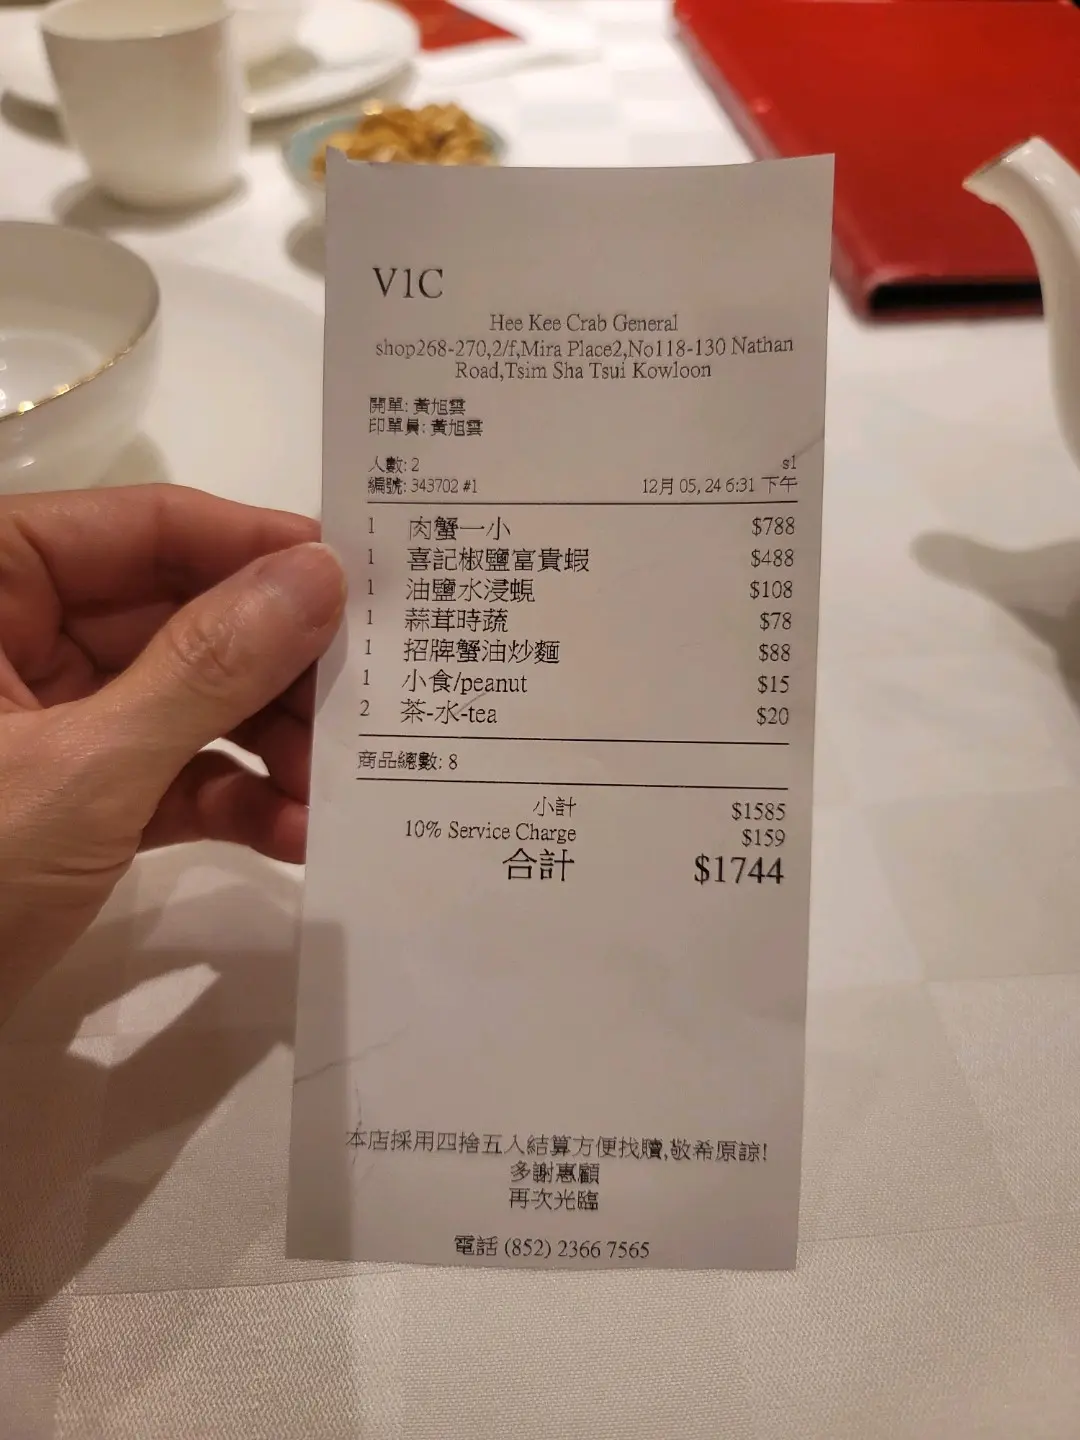 V1C
Hee Kee Crab General
shop268-270,2/f,Mira Place2,No118-130 Nathan
Road,Tsim Sha Tsui Kowloon
開單: 黃旭雲
印單員: 黃旭雲
人數: 2 s1
編號: 343702 #1 12月 05, 24 6:31 下午
1 肉蟹一小 $788
1 喜記椒鹽富貴蝦 $488
1 油鹽水浸蜆 $108
1 蒜茸時蔬 $78
1 招牌蟹油炒麵 $88
1 小食/peanut $15
2 茶-水-tea $20
商品總數: 8
小計 $1585
10% Service Charge $159
合計 $1744
本店採用四捨五入結算方便找贖,敬希原諒!
多謝惠顧
再次光臨
電話 (852) 2366 7565